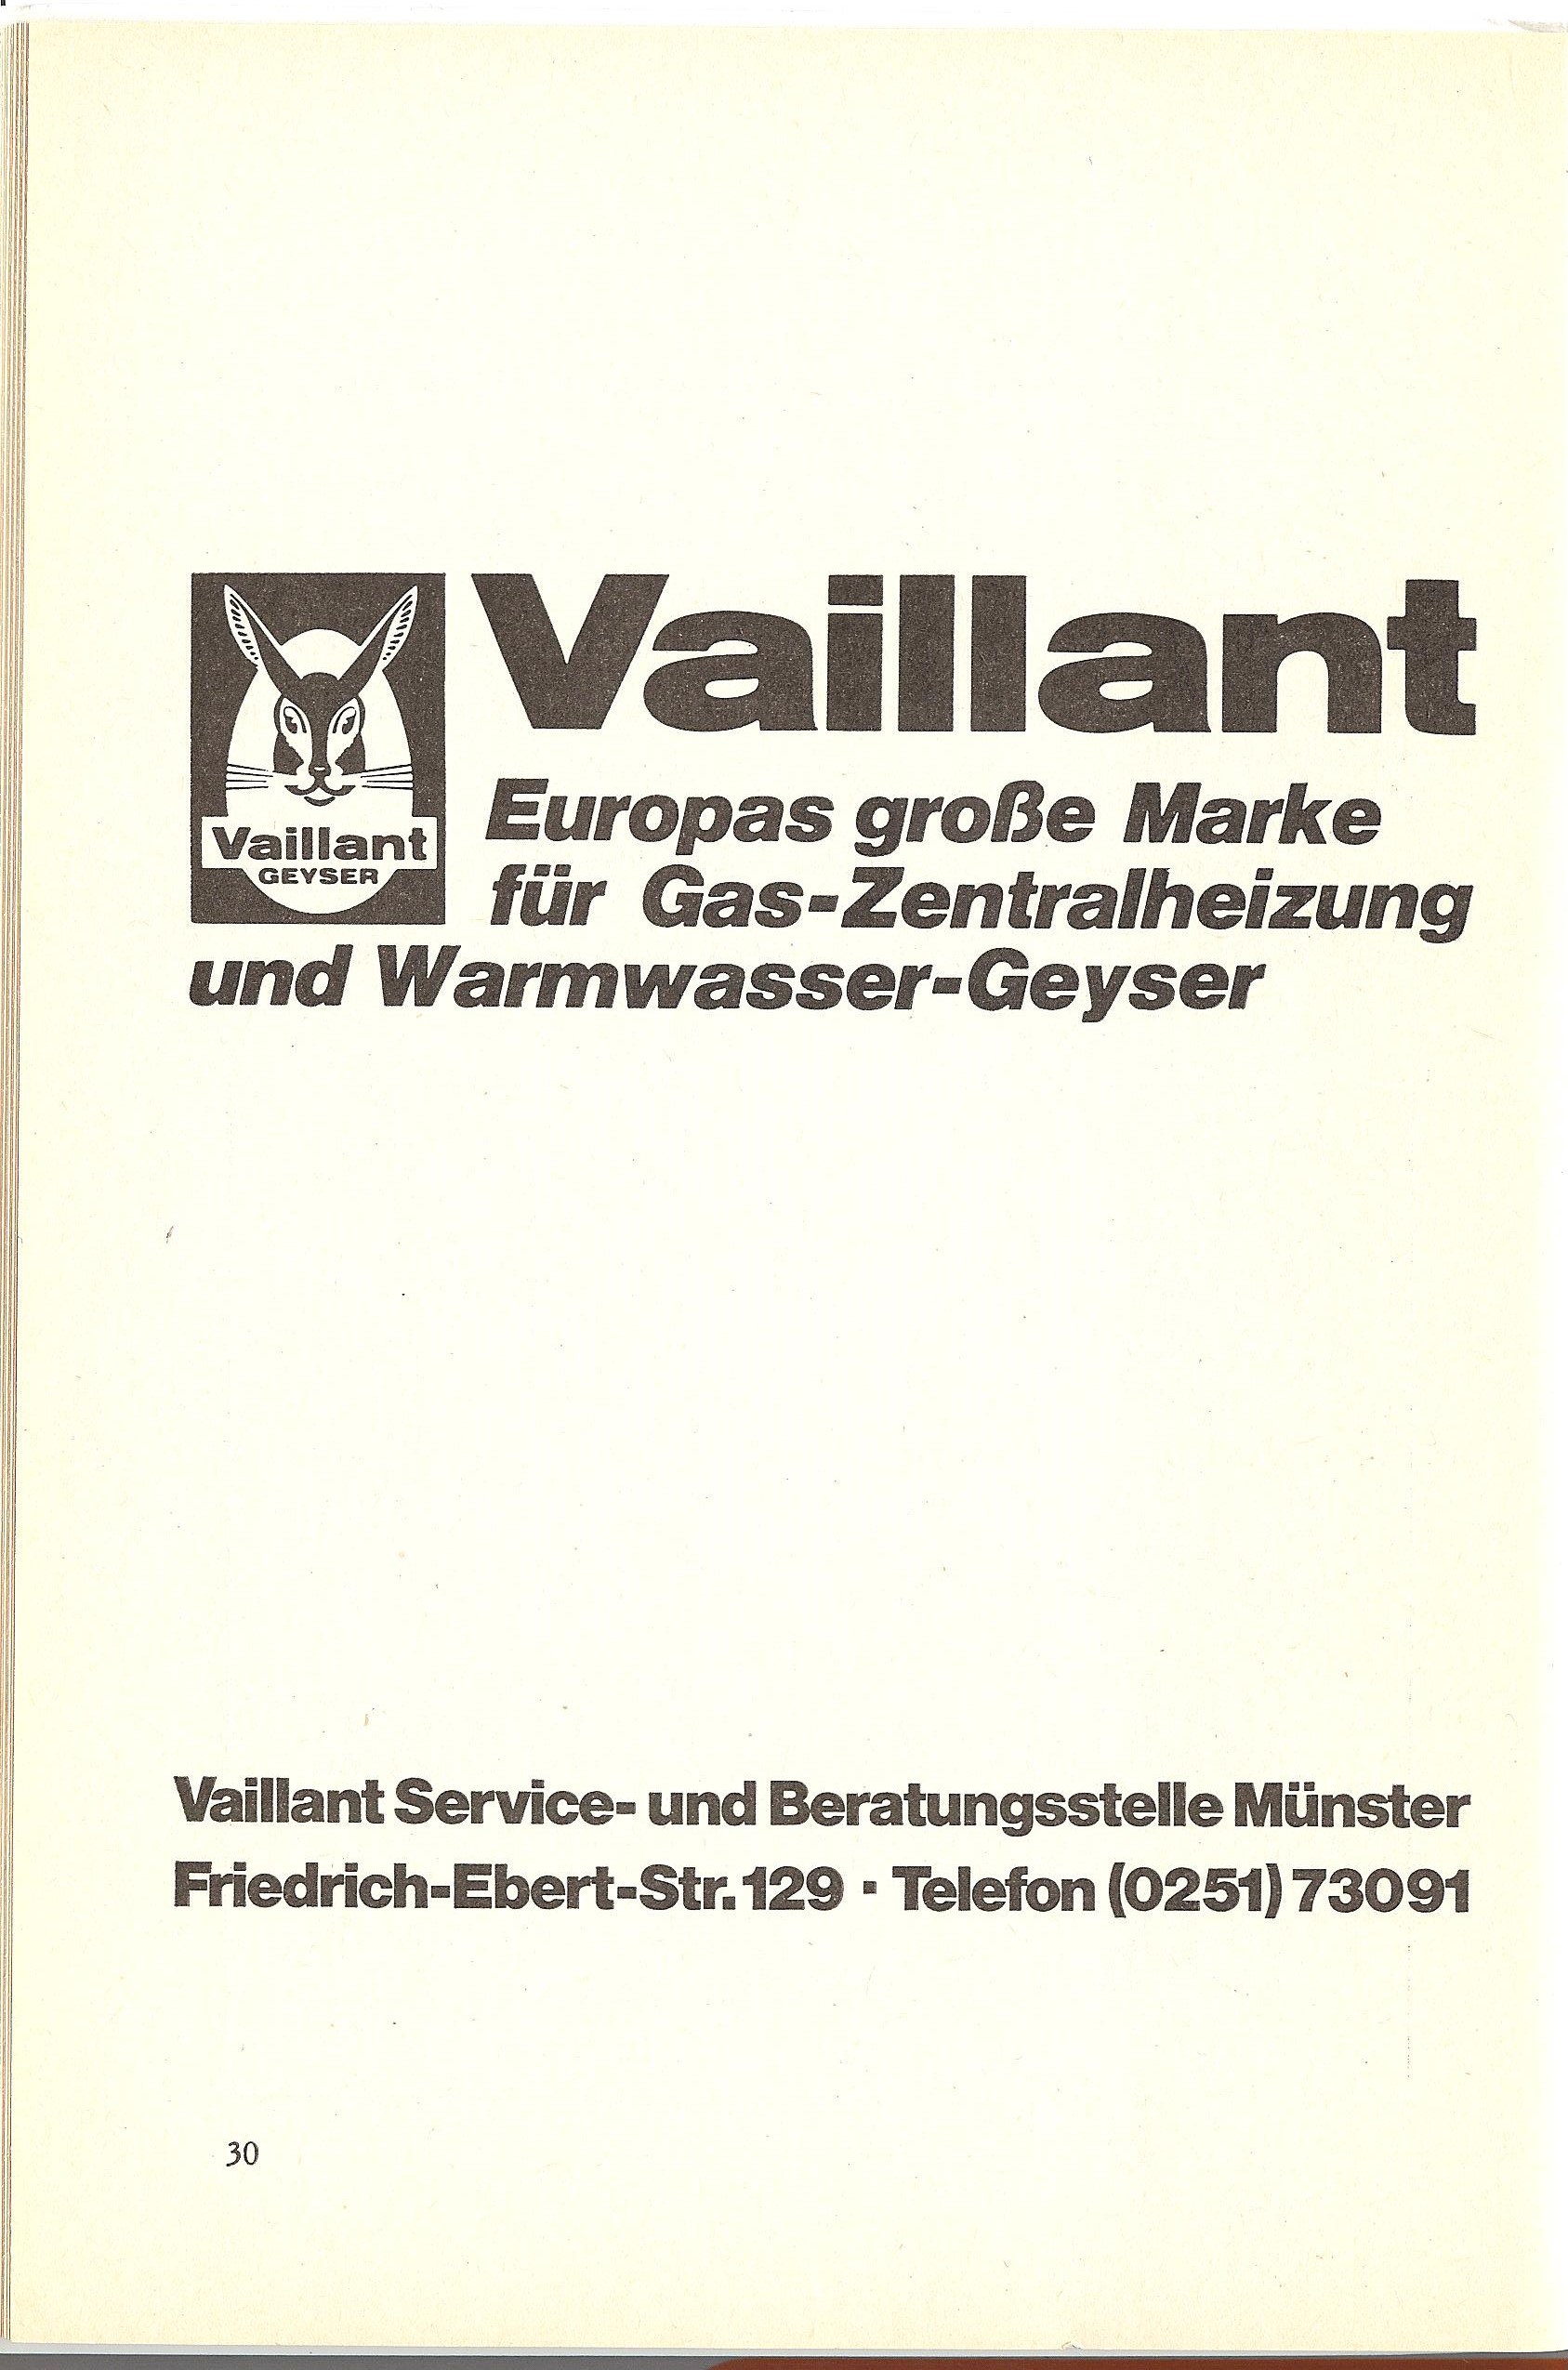 Vaillant
Vaillant
GEYSER
Europas große Marke
für Gas-Zentralheizung
und Warmwasser-Geyser
Vaillant Service- und Beratungsstelle Münster
Friedrich-Ebert-Str. 129 · Telefon (0251) 73091
30